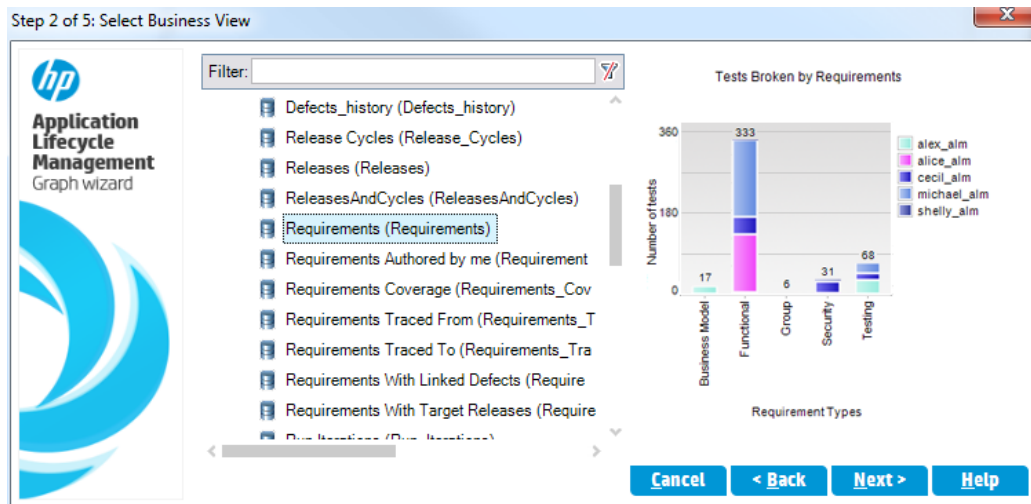 Step 2 of 5: Select Business View
x
hp
Application
Lifecycle
Management
Graph wizard
Filter:
Defects_history (Defects_history)
Release Cycles (Release_Cycles)
Releases (Releases)
ReleasesAndCycles (ReleasesAndCycles)
Requirements (Requirements)
Requirements Authored by me (Requirement
Requirements Coverage (Requirements_Cov
Requirements Traced From (Requirements_T
Requirements Traced To (Requirements_Tra
Requirements With Linked Defects (Require
Requirements With Target Releases (Require
Run Iterations (Run_Iterations)
Tests Broken by Requirements
Number of tests
360
180
0
17
333
6
31
68
Business Model
Functional
Group
Security
Testing
Requirement Types
alex_alm
alice_alm
cecil_alm
michael_alm
shelly_alm
Cancel
< Back
Next >
Help